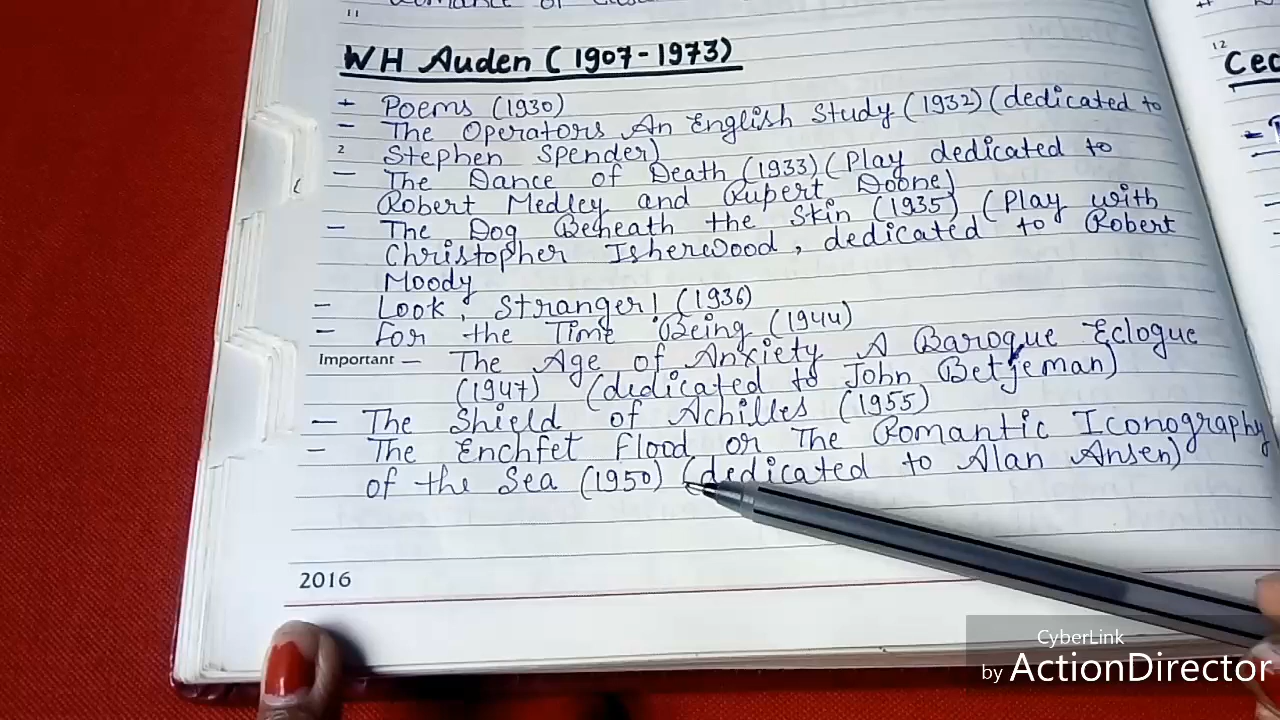 11
WH Auden (1907-1973)
+ Poems (1930)
- The Operators An English Study (1932) (dedicated to
2 Stephen Spender)
- The Dance of Death (1933) (Play dedicated to
Robert Medley and Rupert Doone)
- The Dog Beneath the Skin (1935) (Play with
Christopher Isherwood, dedicated to Robert
Moody
- Look, Stranger! (1936)
- For the Time Being (1944)
Important - The Age of Anxiety A Baroque Eclogue
(1947) (dedicated to John Betjeman)
- The Shield of Achilles (1955)
- The Enchfet Flood or The Romantic Iconography
of the Sea (1950) (dedicated to Alan Ansen)
2016
12
CyberLink
by ActionDirector